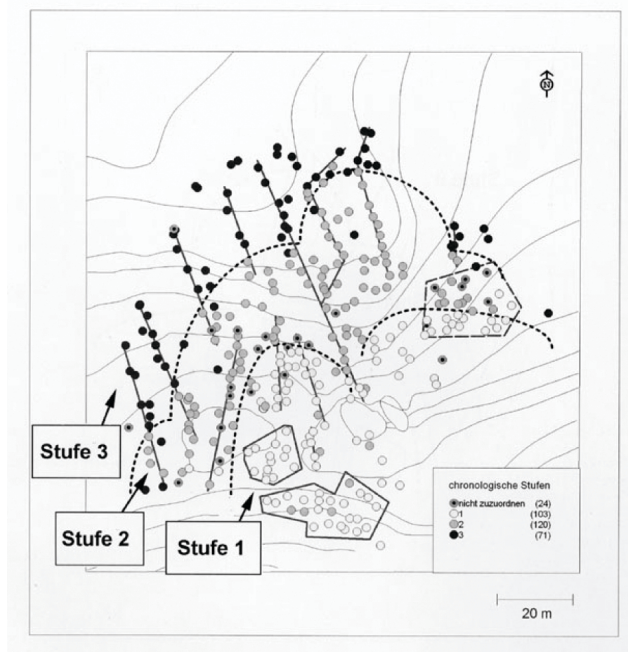 N
Stufe 3
Stufe 2
Stufe 1
chronologische Stufen
nicht zuzuordnen (24)
1 (103)
2 (120)
3 (71)
20 m